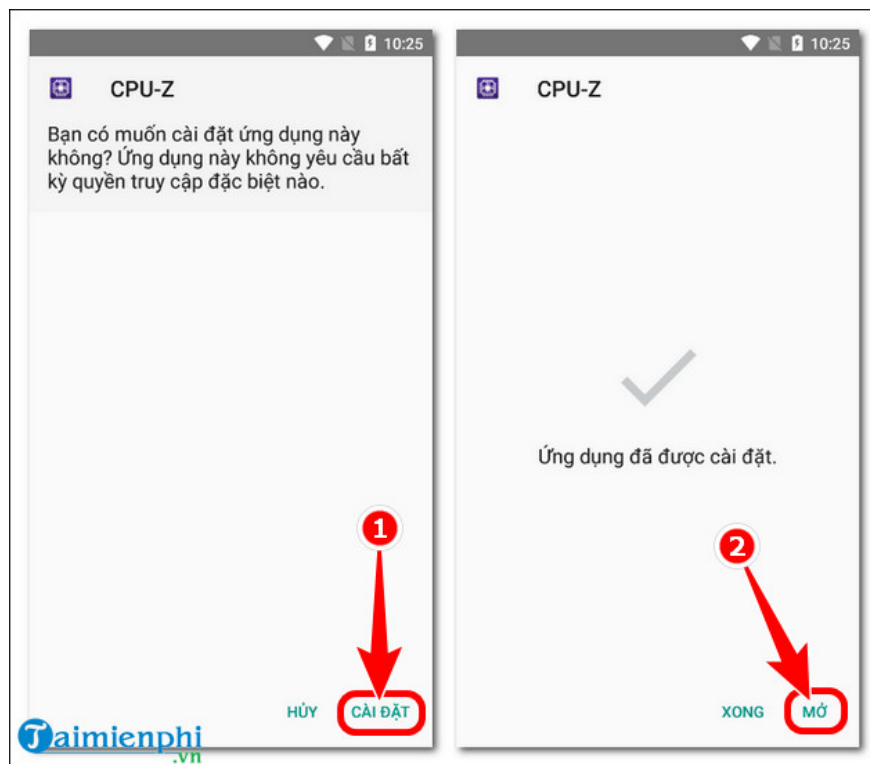 10:25
CPU-Z
Bạn có muốn cài đặt ứng dụng này
không? Ứng dụng này không yêu cầu bất
kỳ quyền truy cập đặc biệt nào.
1
HỦY CÀI ĐẶT
10:25
CPU-Z
Ứng dụng đã được cài đặt.
2
XONG MỞ
Taimienphi
.vn